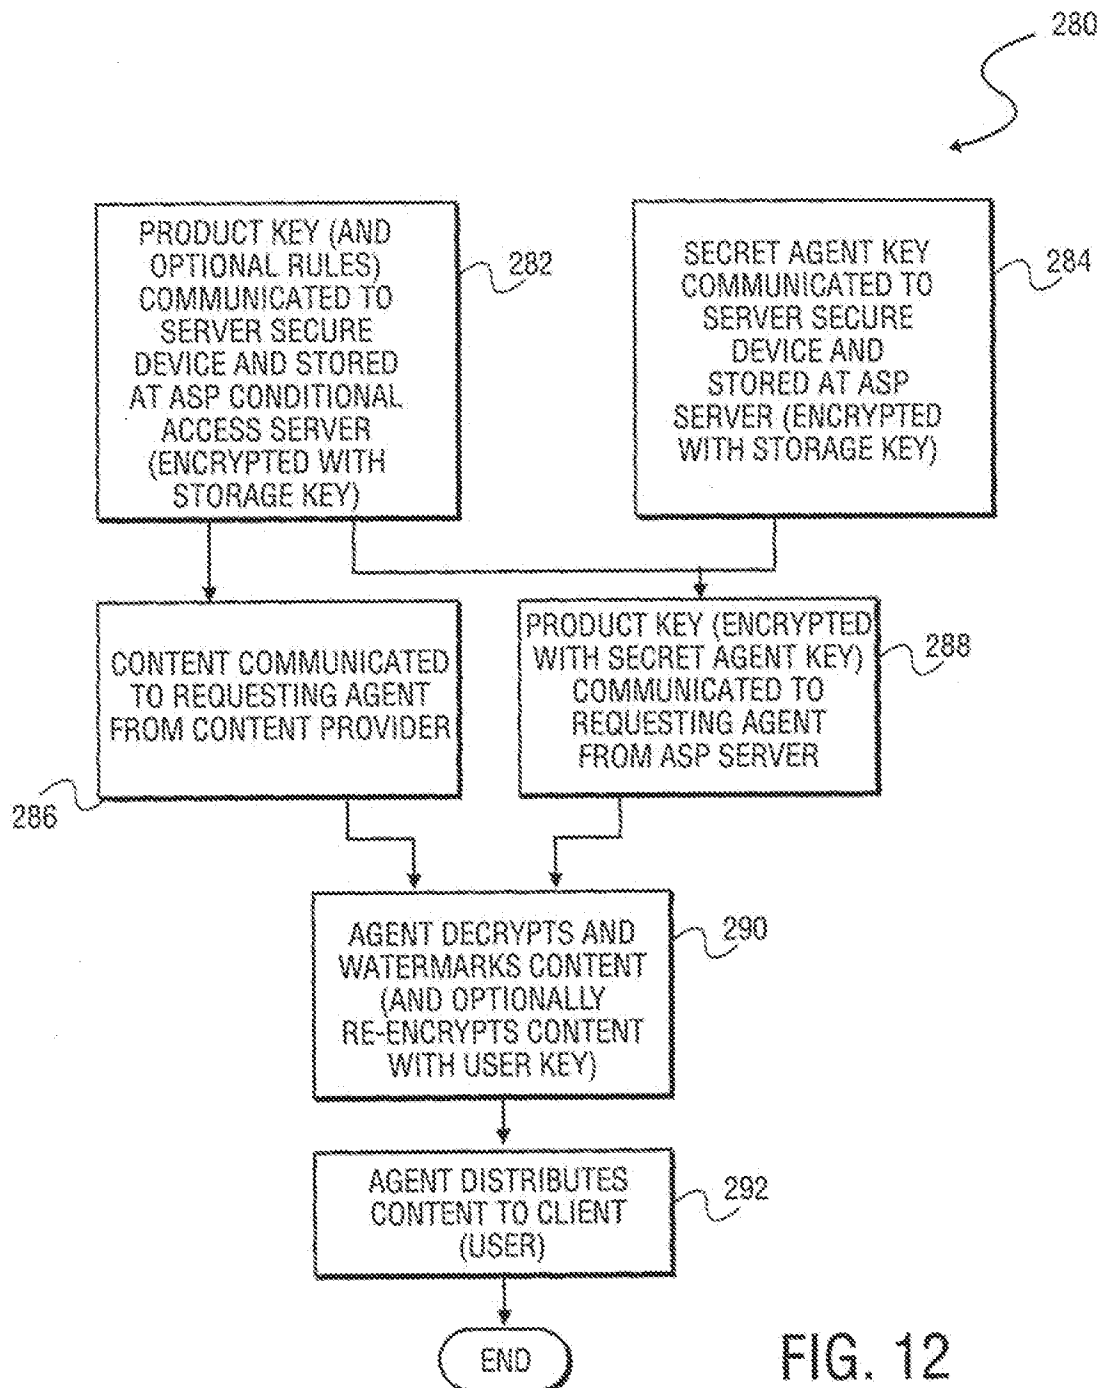 280
PRODUCT KEY (AND
OPTIONAL RULES)
COMMUNICATED TO
SERVER SECURE
DEVICE AND STORED
AT ASP CONDITIONAL
ACCESS SERVER
(ENCRYPTED WITH
STORAGE KEY)
282
SECRET AGENT KEY
COMMUNICATED TO
SERVER SECURE
DEVICE AND
STORED AT ASP
SERVER (ENCRYPTED
WITH STORAGE KEY)
284
CONTENT COMMUNICATED
TO REQUESTING AGENT
FROM CONTENT PROVIDER
286
PRODUCT KEY (ENCRYPTED
WITH SECRET AGENT KEY)
COMMUNICATED TO
REQUESTING AGENT
FROM ASP SERVER
288
AGENT DECRYPTS AND
WATERMARKS CONTENT
(AND OPTIONALLY
RE-ENCRYPTS CONTENT
WITH USER KEY)
290
AGENT DISTRIBUTES
CONTENT TO CLIENT
(USER)
292
END
FIG. 12